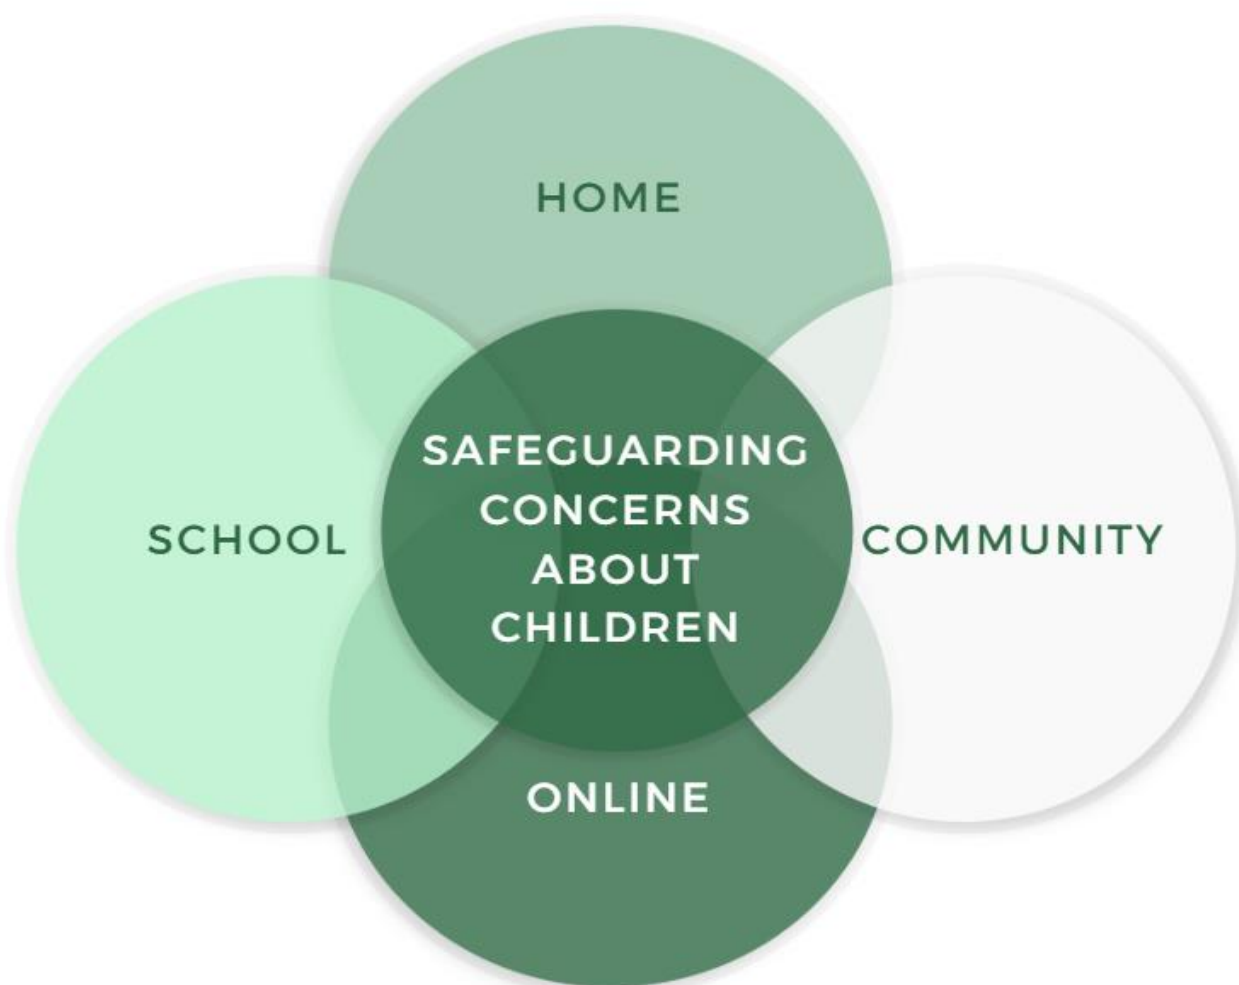 HOME
SCHOOL
SAFEGUARDING
CONCERNS
ABOUT
CHILDREN
COMMUNITY
ONLINE